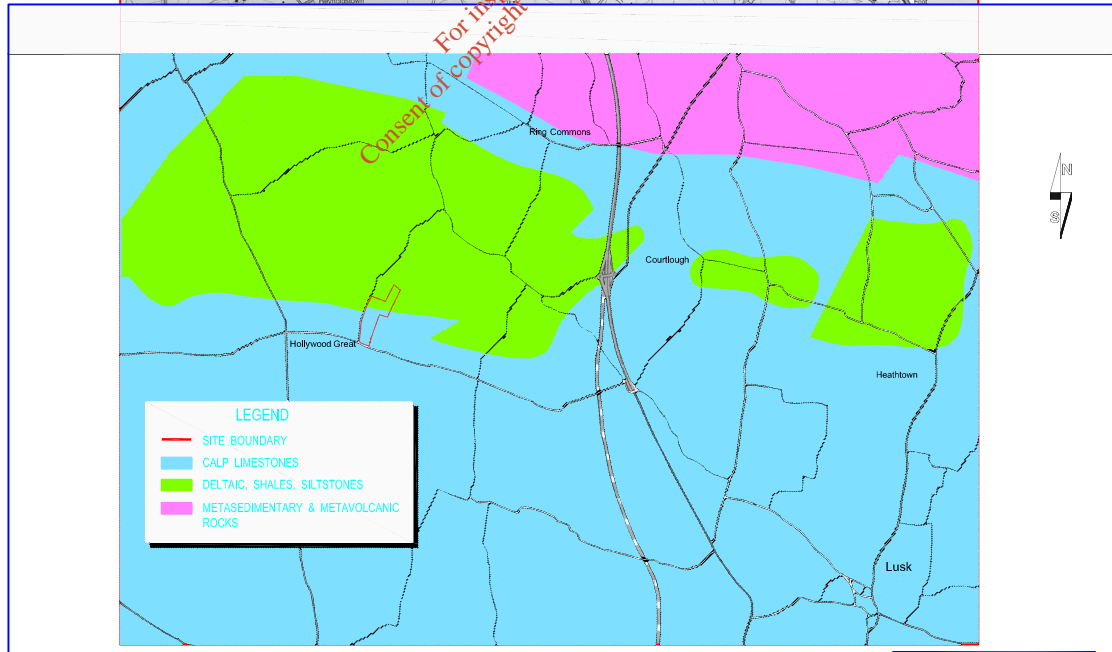 For ins
Consent of copyright
Ring Commons
N
S
Courtlough
Hollywood Great
Heathtown
LEGEND
SITE BOUNDARY
CALP LIMESTONES
DELTAIC, SHALES, SILTSTONES
METASEDIMENTARY & METAVOLCANIC
ROCKS
Lusk